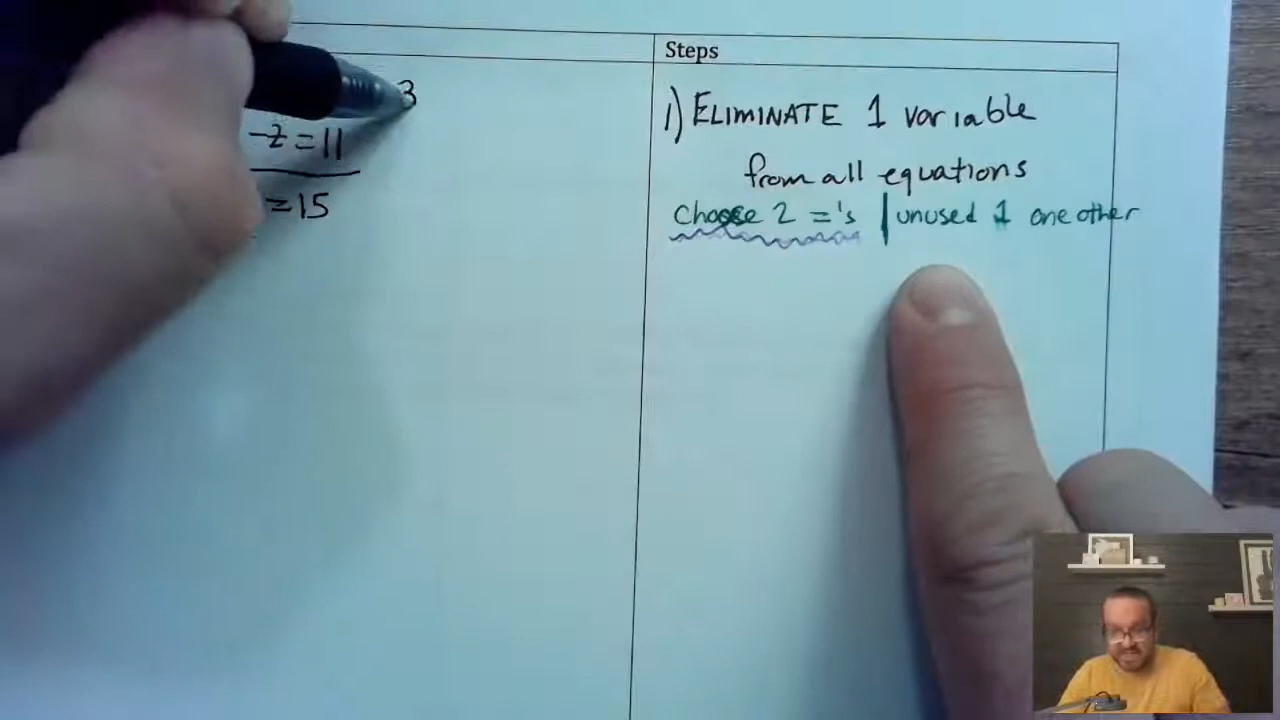 Steps
3
-z=11
=15
1) ELIMINATE 1 variable
from all equations
choose 2 ='s | unused 1 one other